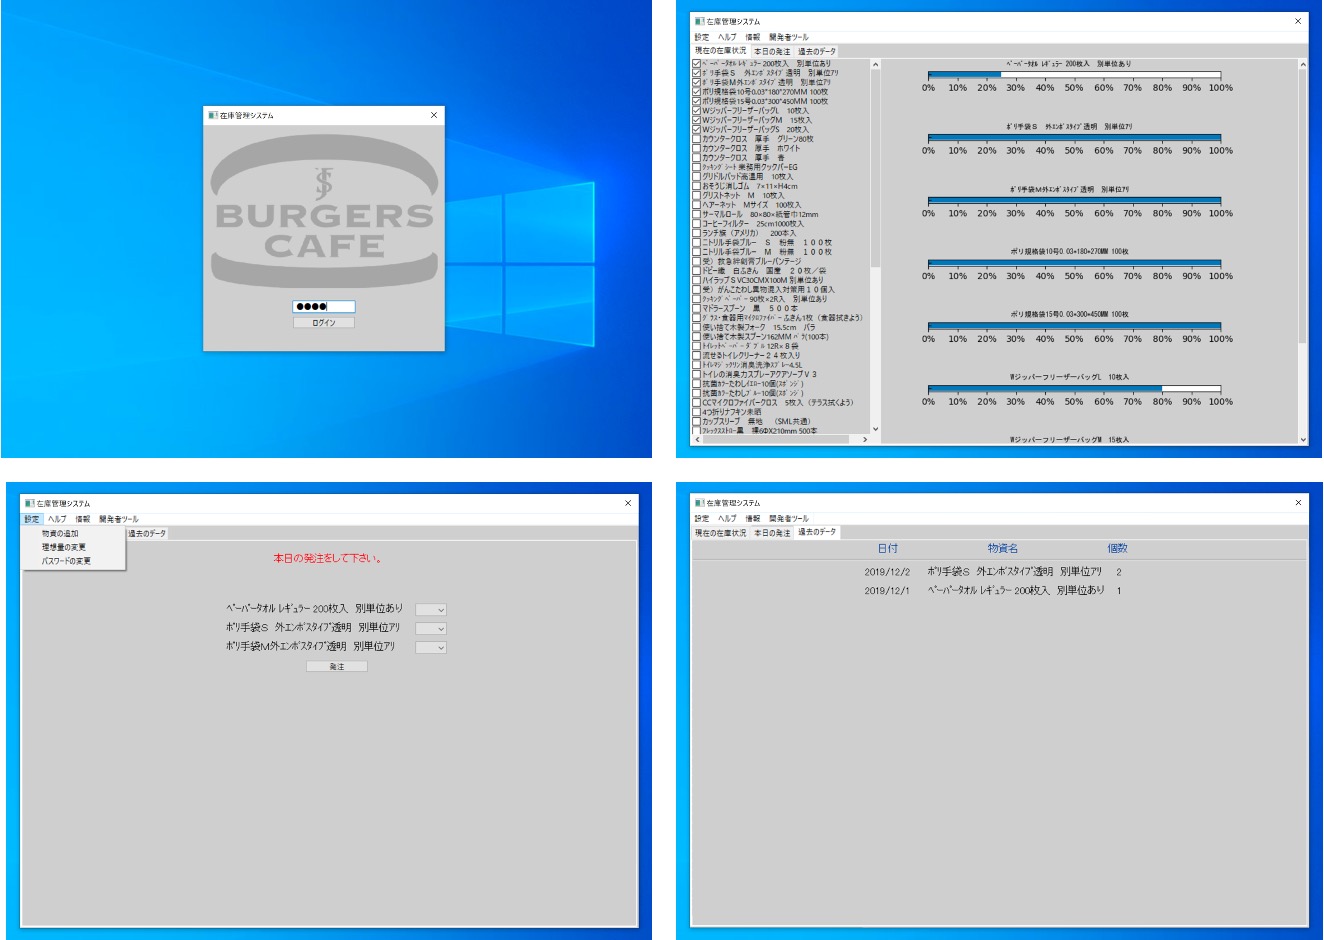 在庫管理システム
JS
BURGERS
CAFE
●●●●
ログイン
在庫管理システム
設定 ヘルプ 情報 開発者ツール
現在の在庫状況 本日の発注 過去のデータ
ペーパータオル レギュラー 200枚入 別単位あり
ポリ手袋S 外エンボスタイプ 透明 別単位アリ
ポリ手袋M外エンボスタイプ 透明 別単位アリ
ポリ規格袋10号0.03*180*270MM 100枚
ポリ規格袋15号0.03*300*450MM 100枚
WジッパーフリーザーバッグL 10枚入
WジッパーフリーザーバッグM 15枚入
WジッパーフリーザーバッグS 20枚入
カウンタークロス 厚手 グリーン80枚
カウンタークロス 厚手 ホワイト
カウンタークロス 厚手 青
クッキングシート業務用クックパーEG
グリドルパッド高温用 10枚入
おそうじ消しゴム 7×11×H4cm
グリストネット M 10枚入
ヘアーネット Mサイズ 100枚入
サーマルロール 80×80×紙管巾12mm
コーヒーフィルター 25cm1000枚入
ランチ旗(アメリカ) 200本入
ニトリル手袋ブルー S 粉無 100枚
ニトリル手袋ブルー M 粉無 100枚
受)救急絆創膏ブルーバンテージ
ドビー織 白ふきん 国産 20枚/袋
ハイラップS VC30CMX100M 別単位あり
受)がんこたわし異物混入対策用10個入
クッキングペーパー90枚×2R入 別単位あり
マドラースプーン 黒 500本
グラス・食器用マイクロファイバーふきん1枚(食器拭きよう)
使い捨て木製フォーク 15.5cm バラ
使い捨て木製スプーン162MM バラ(100本)
トイレットペーパーダブル12R×8袋
流せるトイレクリーナー24枚入り
トイレマジックリン消臭洗浄スプレー4.5L
トイレの消臭力スプレーアクアソープV3
抗菌カラーたわしイエロー10個(スポンジ)
抗菌カラーたわしブルー10個(スポンジ)
CCマイクロファイバークロス 5枚入(テラス拭くよう)
4つ折りナフキン未晒
カップスリーブ 無地 (SML共通)
フレックスストロー黒 裸6ΦX210mm 500本
ペーパータオル レギュラー 200枚入 別単位あり
0% 10% 20% 30% 40% 50% 60% 70% 80% 90% 100%
ポリ手袋S 外エンボスタイプ 透明 別単位アリ
0% 10% 20% 30% 40% 50% 60% 70% 80% 90% 100%
ポリ手袋M外エンボスタイプ 透明 別単位アリ
0% 10% 20% 30% 40% 50% 60% 70% 80% 90% 100%
ポリ規格袋10号0.03*180*270MM 100枚
0% 10% 20% 30% 40% 50% 60% 70% 80% 90% 100%
ポリ規格袋15号0.03*300*450MM 100枚
0% 10% 20% 30% 40% 50% 60% 70% 80% 90% 100%
Wジッパーフリーザーバッグ L 10枚入
0% 10% 20% 30% 40% 50% 60% 70% 80% 90% 100%
WジッパーフリーザーバッグM 15枚入
在庫管理システム
設定 ヘルプ 情報 開発者ツール
過去のデータ
物資の追加
理想量の変更
パスワードの変更
本日の発注をして下さい。
ペーパータオル レギュラー 200枚入 別単位あり
ポリ手袋S 外エンボスタイプ透明 別単位アリ
ポリ手袋M外エンボスタイプ透明 別単位アリ
発注
在庫管理システム
設定 ヘルプ 情報 開発者ツール
現在の在庫状況 本日の発注 過去のデータ
日付 物資名 個数
2019/12/2 ポリ手袋S 外エンボスタイプ透明 別単位アリ 2
2019/12/1 ペーパータオル レギュラー 200枚入 別単位あり 1